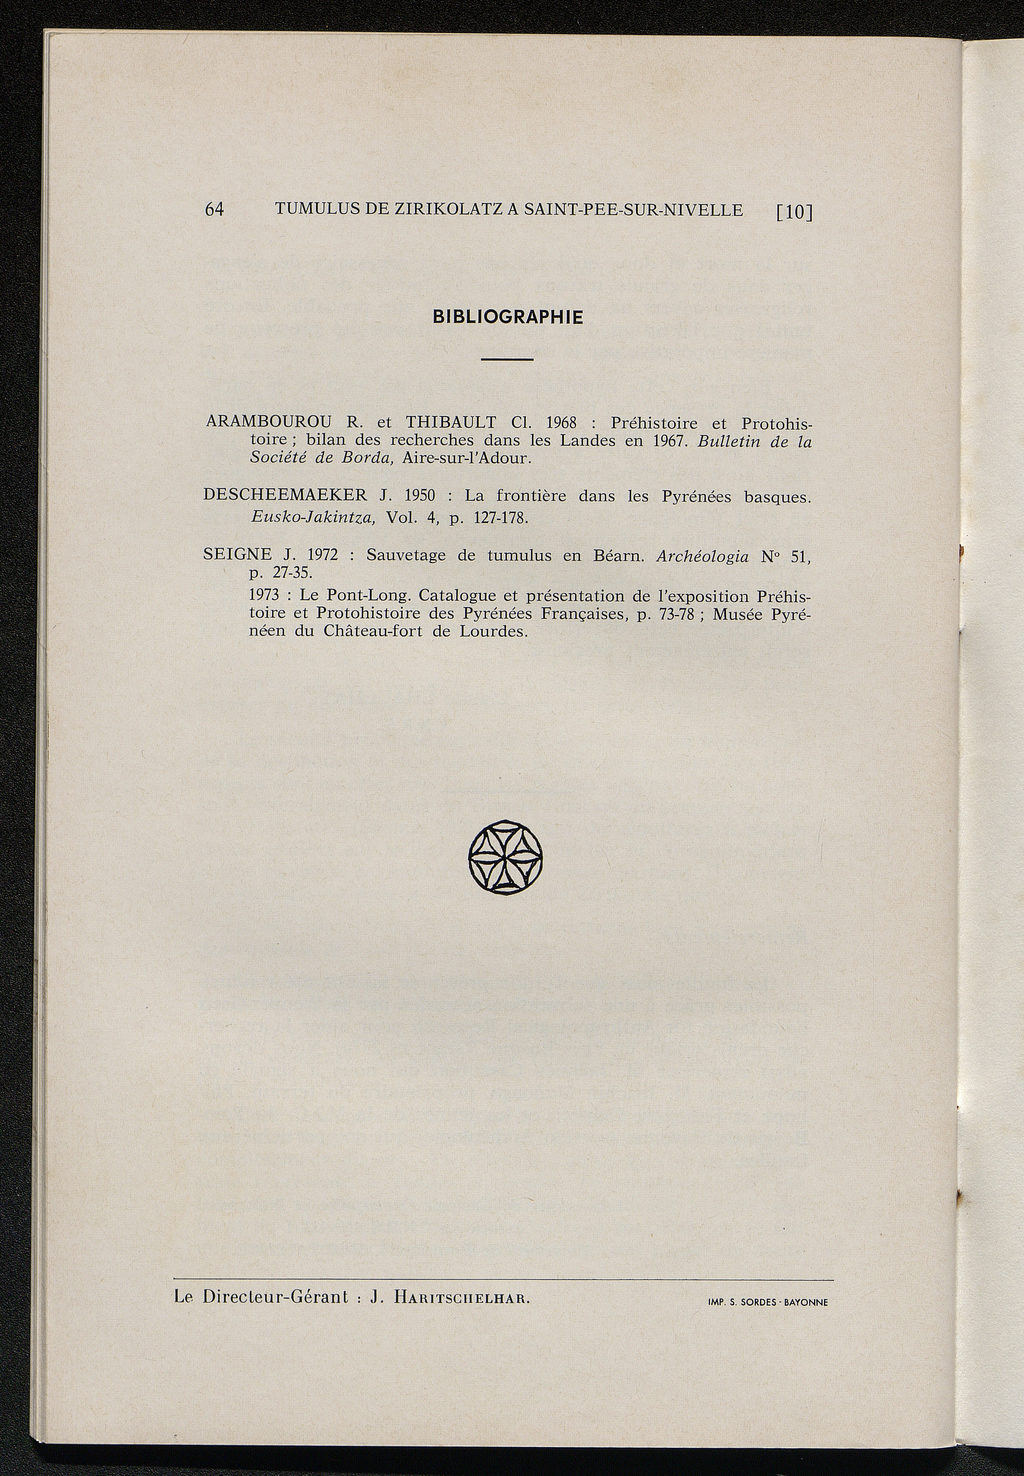 64 TUMULUS DE ZIRIKOLATZ A SAINT-PEE-SUR-NIVELLE [10]
BIBLIOGRAPHIE
ARAMBOUROU R. et THIBAULT Cl. 1968 : Préhistoire et Protohis-
toire ; bilan des recherches dans les Landes en 1967. Bulletin de la
Société de Borda, Aire-sur-l'Adour.
DESCHEEMAEKER J. 1950 : La frontière dans les Pyrénées basques.
Eusko-Jakintza, Vol. 4, p. 127-178.
SEIGNE J. 1972 : Sauvetage de tumulus en Béarn. Archéologia N° 51,
p. 27-35.
1973 : Le Pont-Long. Catalogue et présentation de l'exposition Préhis-
toire et Protohistoire des Pyrénées Françaises, p. 73-78 ; Musée Pyré-
néen du Château-fort de Lourdes.
Le Directeur-Gérant : J. HARITSCHELHAR.
IMP. S. SORDES - BAYONNE